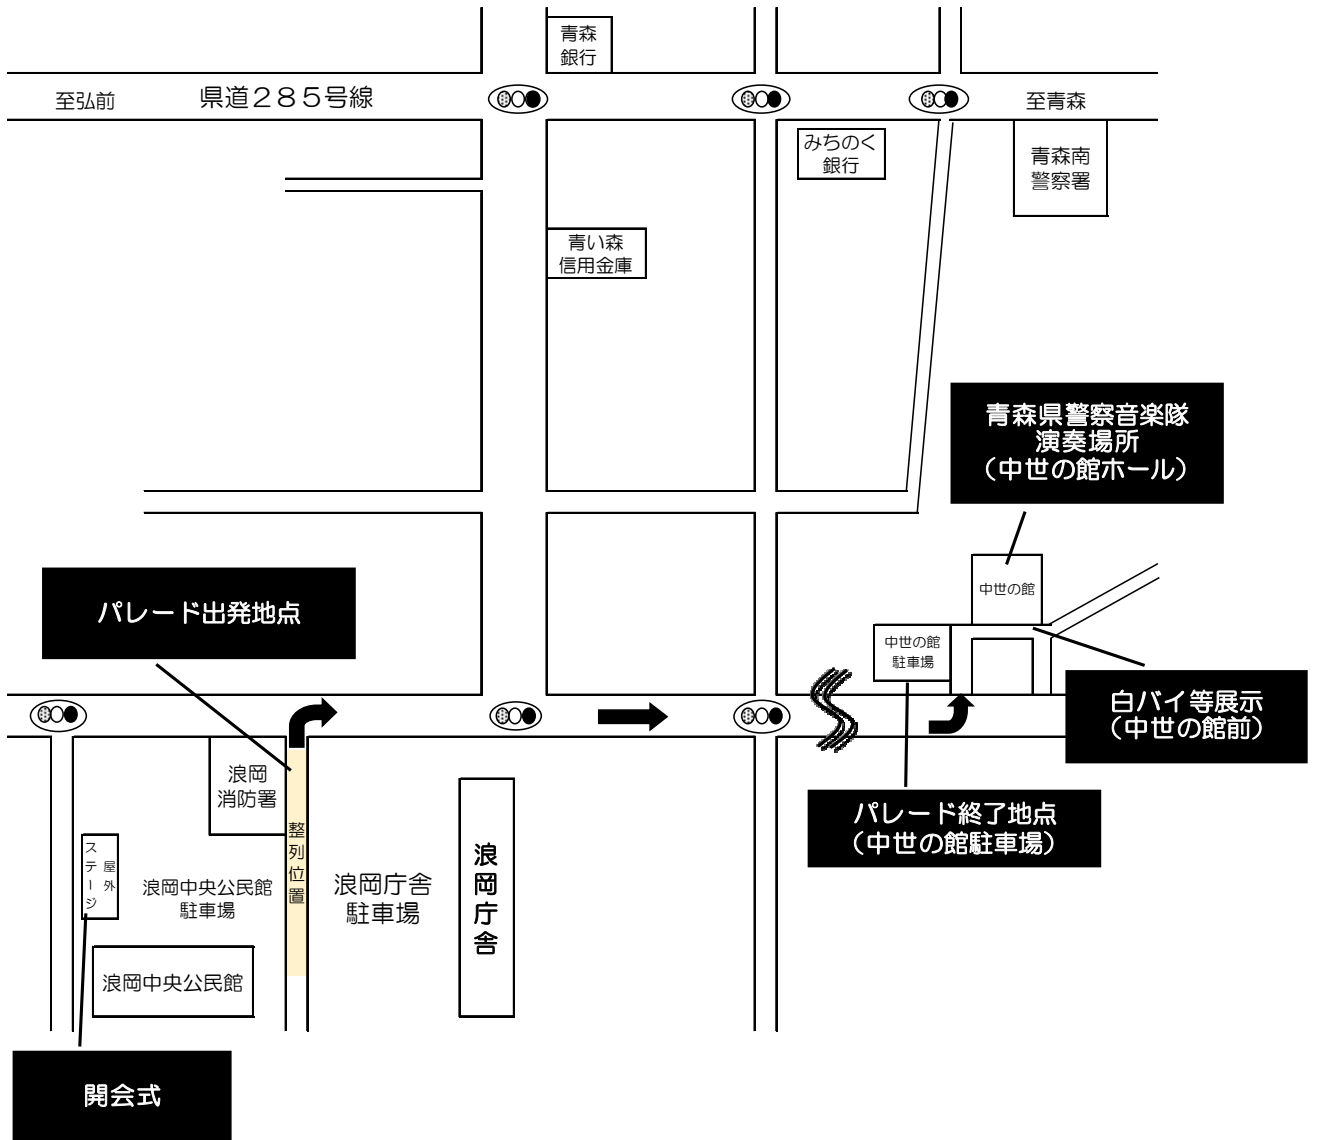 青森
銀行
至弘前
県道２８５号線
至青森
みちのく
銀行
青森南
警察署
青い森
信用金庫
青森県警察音楽隊
演奏場所
（中世の館ホール）
中世の館
パレード出発地点
中世の館
駐車場
白バイ等展示
（中世の館前）
浪岡
消防署
パレード終了地点
（中世の館駐車場）
整列位置
屋外
ステージ
浪岡中央公民館
駐車場
浪岡庁舎
駐車場
浪岡庁舎
浪岡中央公民館
開会式